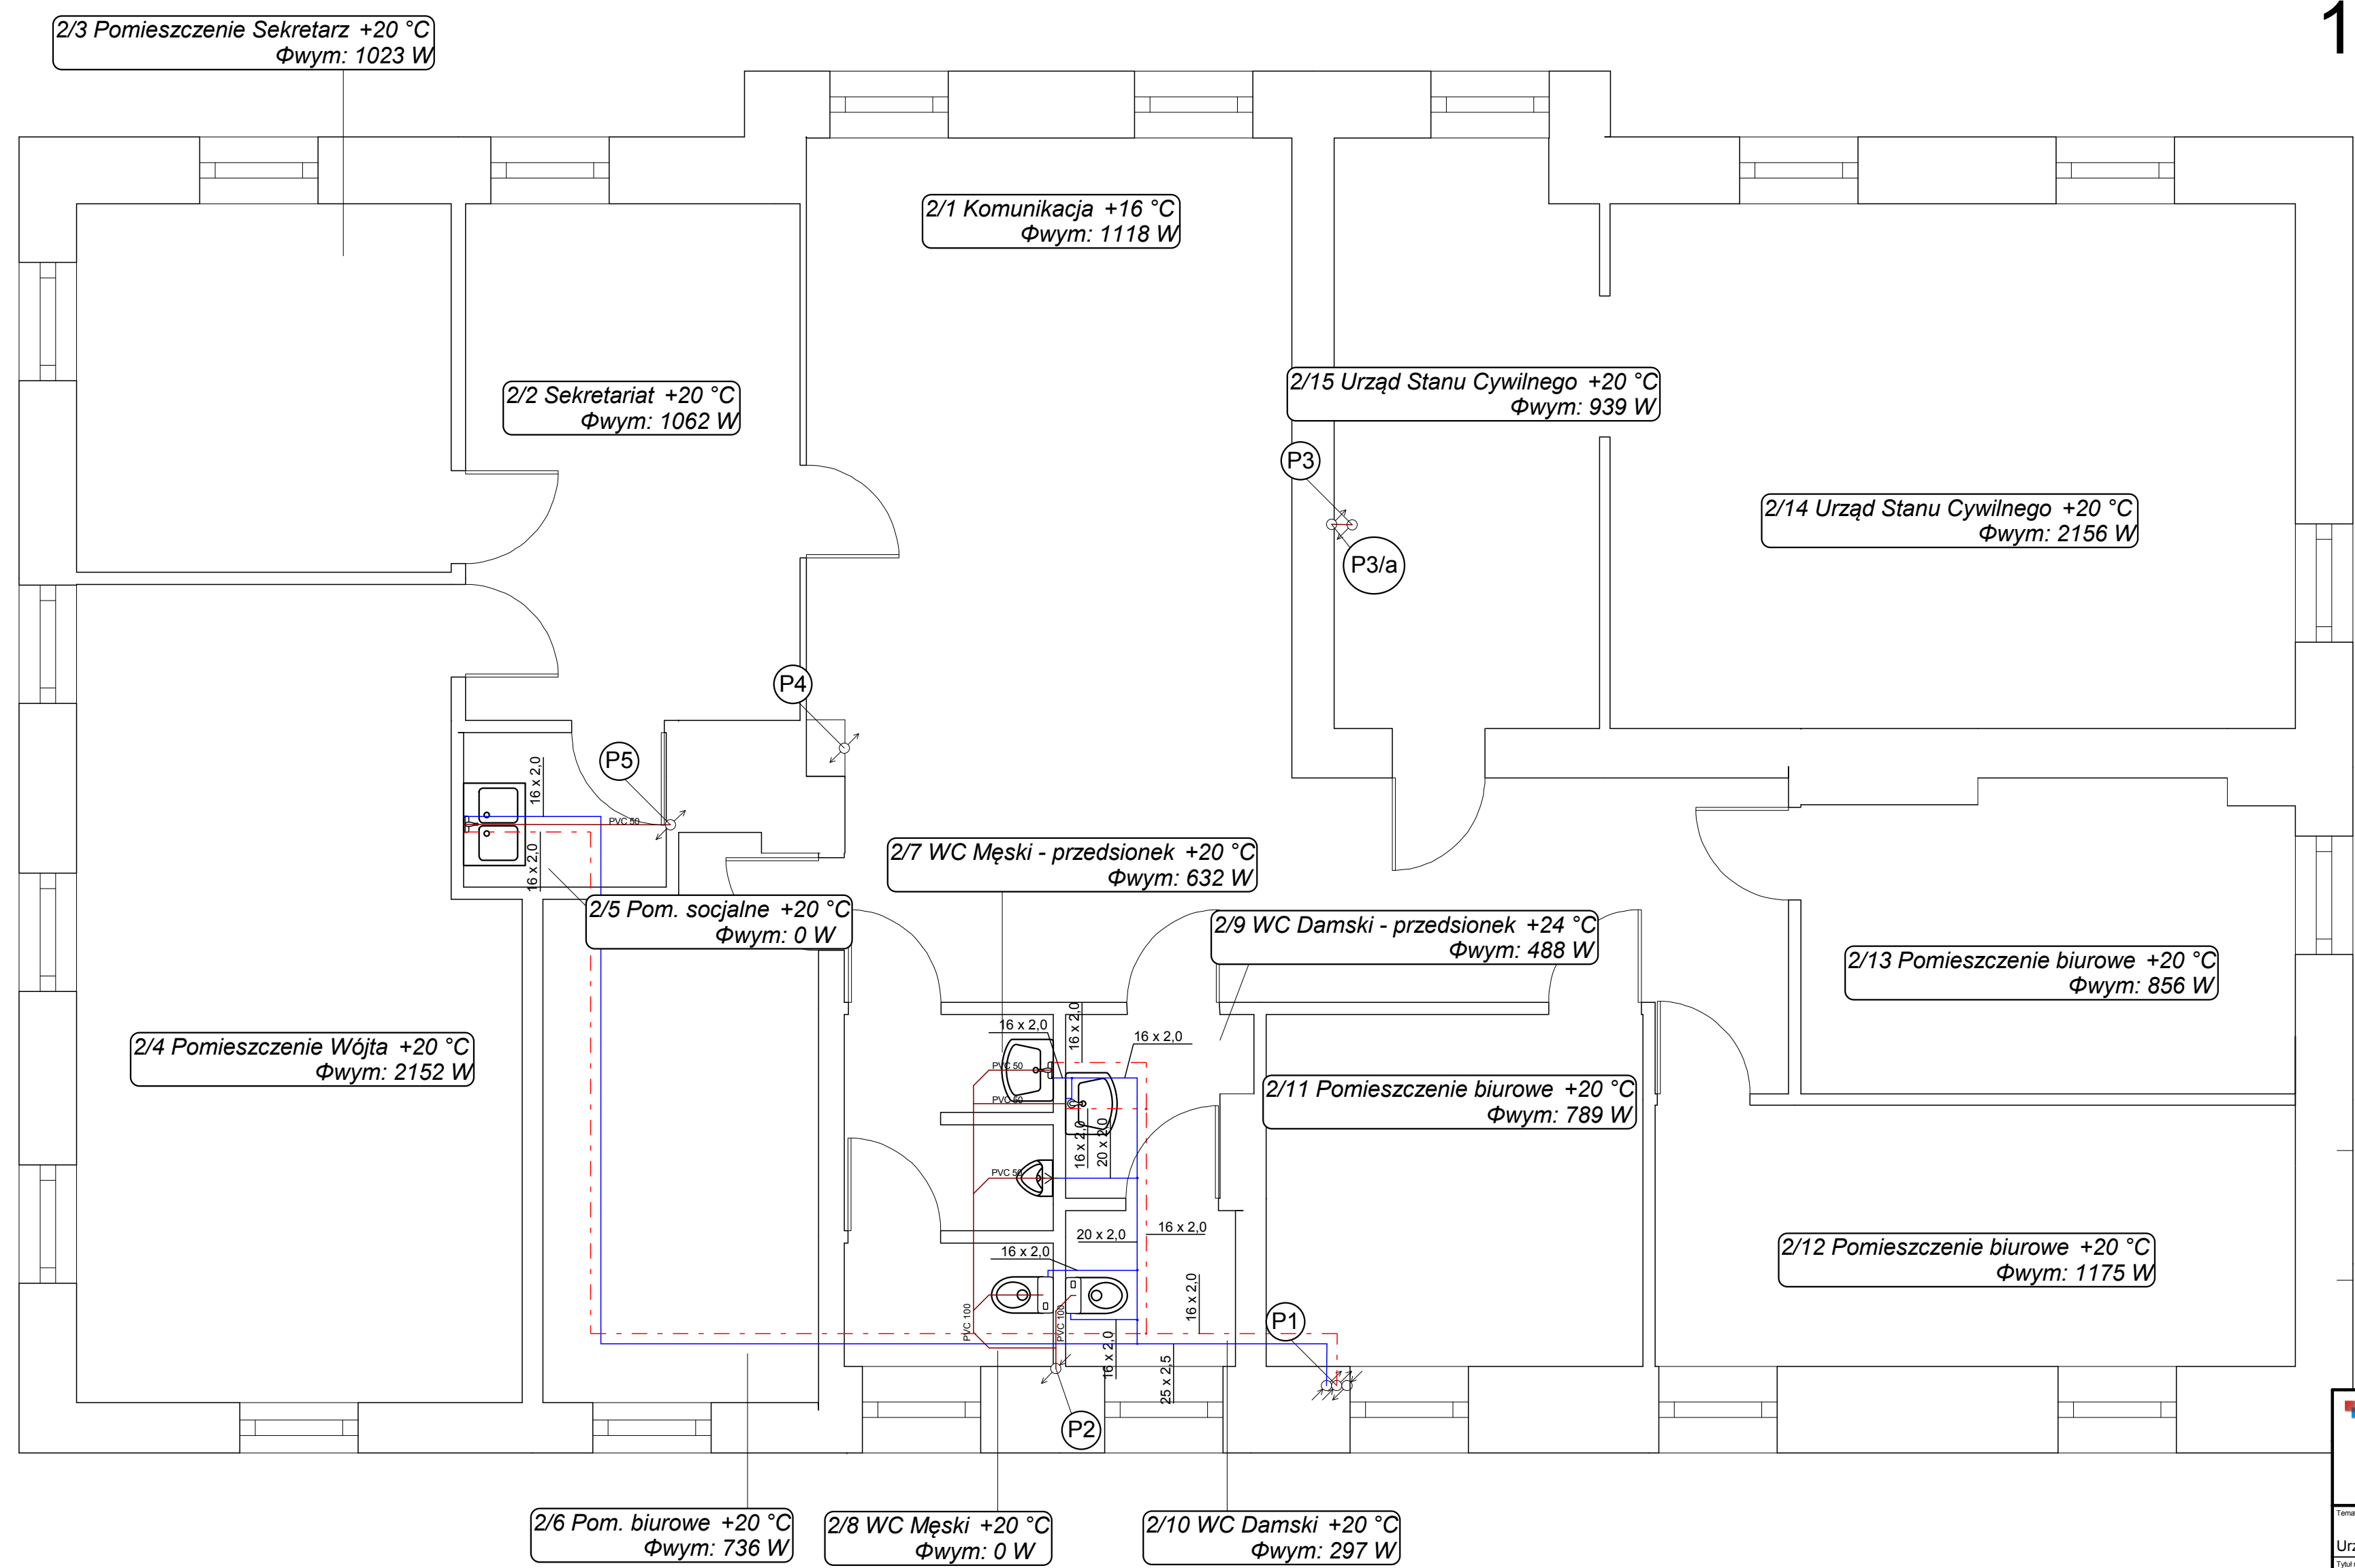 1
2/3 Pomieszczenie Sekretarz +20 °C
Φwym: 1023 W
2/1 Komunikacja +16 °C
Φwym: 1118 W
2/2 Sekretariat +20 °C
Φwym: 1062 W
2/15 Urząd Stanu Cywilnego +20 °C
Φwym: 939 W
P3
2/14 Urząd Stanu Cywilnego +20 °C
Φwym: 2156 W
P3/a
P4
P5
16 x 2,0
PVC 50
16 x 2,0
2/7 WC Męski - przedsionek +20 °C
Φwym: 632 W
2/5 Pom. socjalne +20 °C
Φwym: 0 W
2/9 WC Damski - przedsionek +24 °C
Φwym: 488 W
2/13 Pomieszczenie biurowe +20 °C
Φwym: 856 W
2/4 Pomieszczenie Wójta +20 °C
Φwym: 2152 W
16 x 2,0
16 x 2,0
16 x 2,0
PVC 50
PVC 50
2/11 Pomieszczenie biurowe +20 °C
Φwym: 789 W
16 x 2,0
20 x 2,0
PVC 50
20 x 2,0
16 x 2,0
16 x 2,0
2/12 Pomieszczenie biurowe +20 °C
Φwym: 1175 W
16 x 2,0
PVC 100
PVC 100
P1
16 x 2,0
25 x 2,5
P2
2/6 Pom. biurowe +20 °C
Φwym: 736 W
2/8 WC Męski +20 °C
Φwym: 0 W
2/10 WC Damski +20 °C
Φwym: 297 W